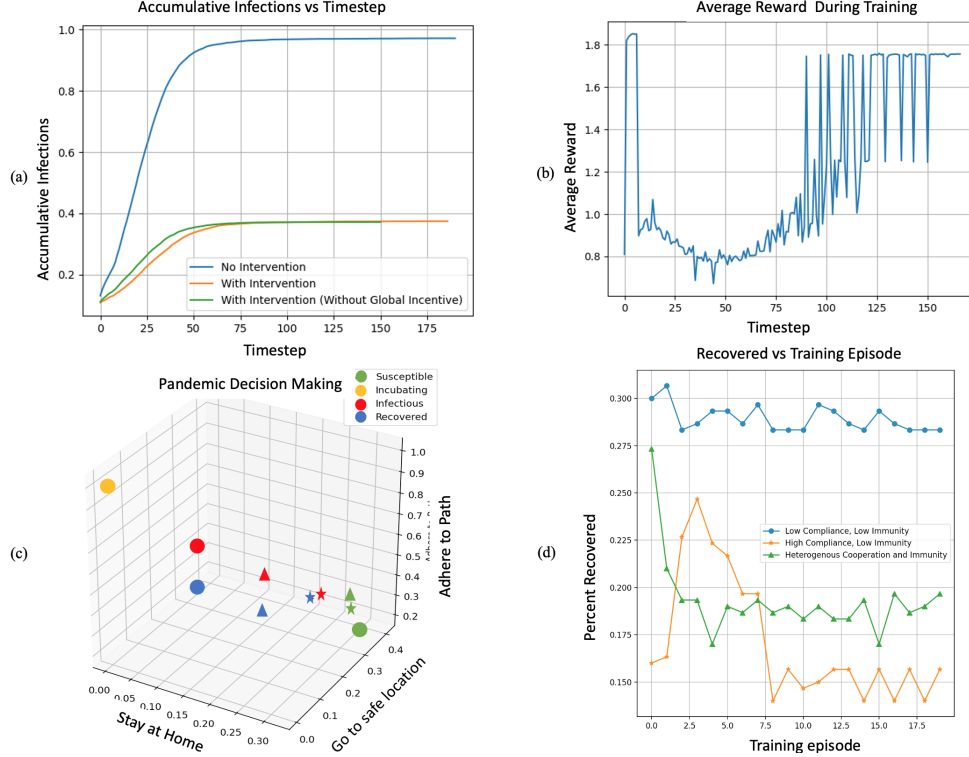 Accumulative Infections vs Timestep
1.0
0.8
0.6
0.4
0.2
0
25
50
75
100
125
150
175
Accumulative Infections
Timestep
No Intervention
With Intervention
With Intervention (Without Global Incentive)
(a)
Average Reward During Training
1.8
1.6
1.4
1.2
1.0
0.8
0
25
50
75
100
125
150
Average Reward
Timestep
(b)
Pandemic Decision Making
Susceptible
Incubating
Infectious
Recovered
1.0
0.9
0.8
0.7
0.6
0.5
0.4
0.3
0.2
Adhere to Path
0.4
0.3
0.2
0.1
0.0
Go to safe location
0.00
0.05
0.10
0.15
0.20
0.25
0.30
Stay at Home
(c)
Recovered vs Training Episode
0.300
0.275
0.250
0.225
0.200
0.175
0.150
0.0
2.5
5.0
7.5
10.0
12.5
15.0
17.5
Percent Recovered
Training episode
Low Compliance, Low Immunity
High Compliance, Low Immunity
Heterogenous Cooperation and Immunity
(d)